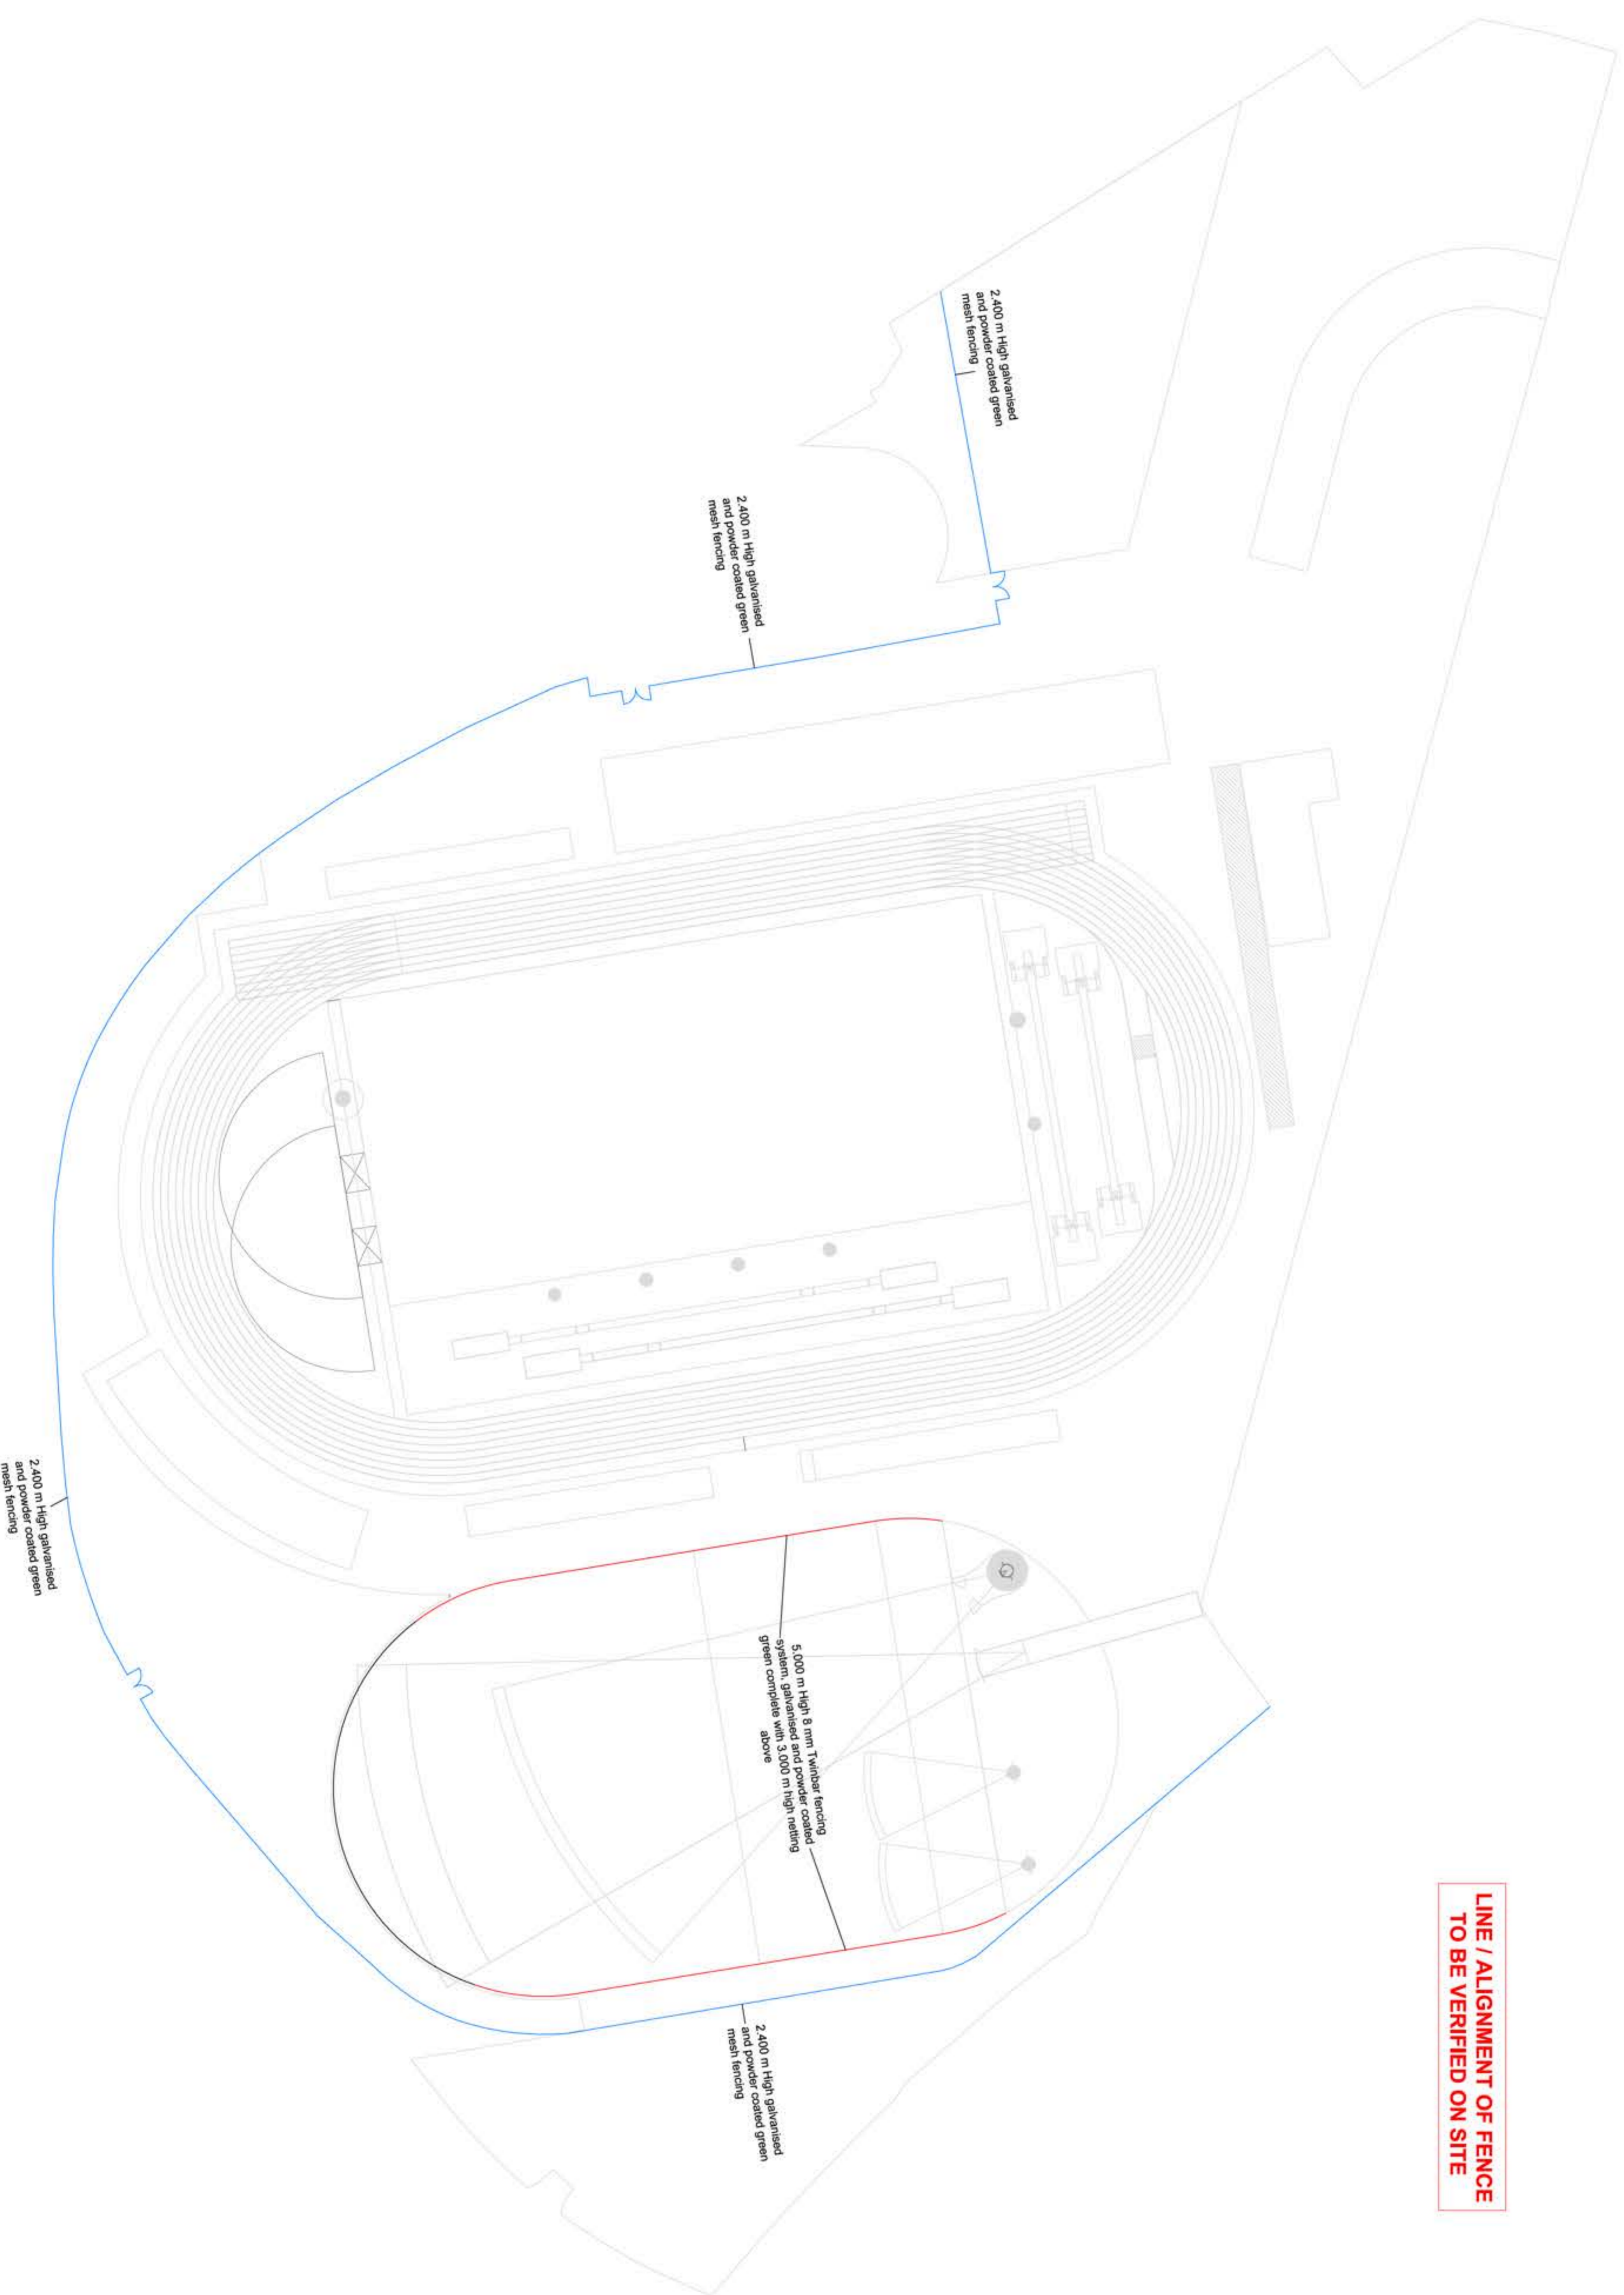 LINE / ALIGNMENT OF FENCE
TO BE VERIFIED ON SITE
2.400 m High galvanised
and powder coated green
mesh fencing
2.400 m High galvanised
and powder coated green
mesh fencing
5.000 m High 8 mm Twinbar fencing
system, galvanised and powder coated
green complete with 3.000 m high netting
above
2.400 m High galvanised
and powder coated green
mesh fencing
2.400 m High galvanised
and powder coated green
mesh fencing